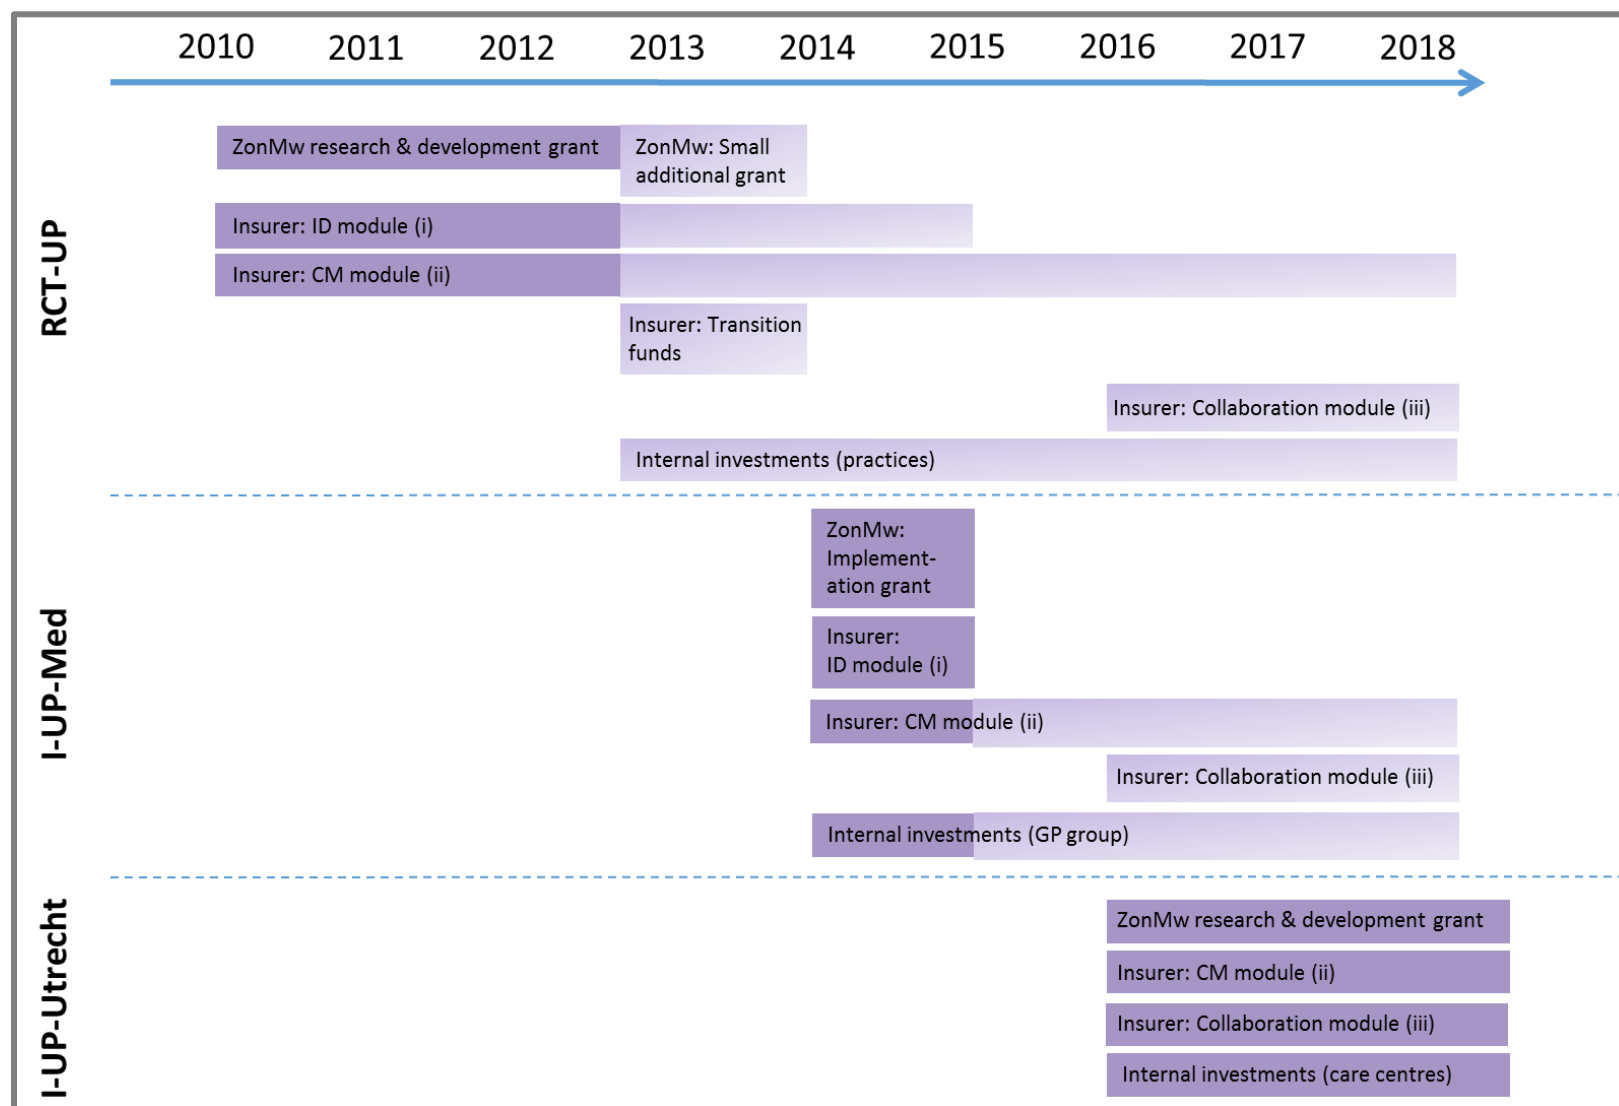 2010 2011 2012 2013 2014 2015 2016 2017 2018
RCT-UP
ZonMw research & development grant
ZonMw: Small
additional grant
Insurer: ID module (i)
Insurer: CM module (ii)
Insurer: Transition
funds
Insurer: Collaboration module (iii)
Internal investments (practices)
I-UP-Med
ZonMw:
Implement-
ation grant
Insurer:
ID module (i)
Insurer: CM module (ii)
Insurer: Collaboration module (iii)
Internal investments (GP group)
I-UP-Utrecht
ZonMw research & development grant
Insurer: CM module (ii)
Insurer: Collaboration module (iii)
Internal investments (care centres)